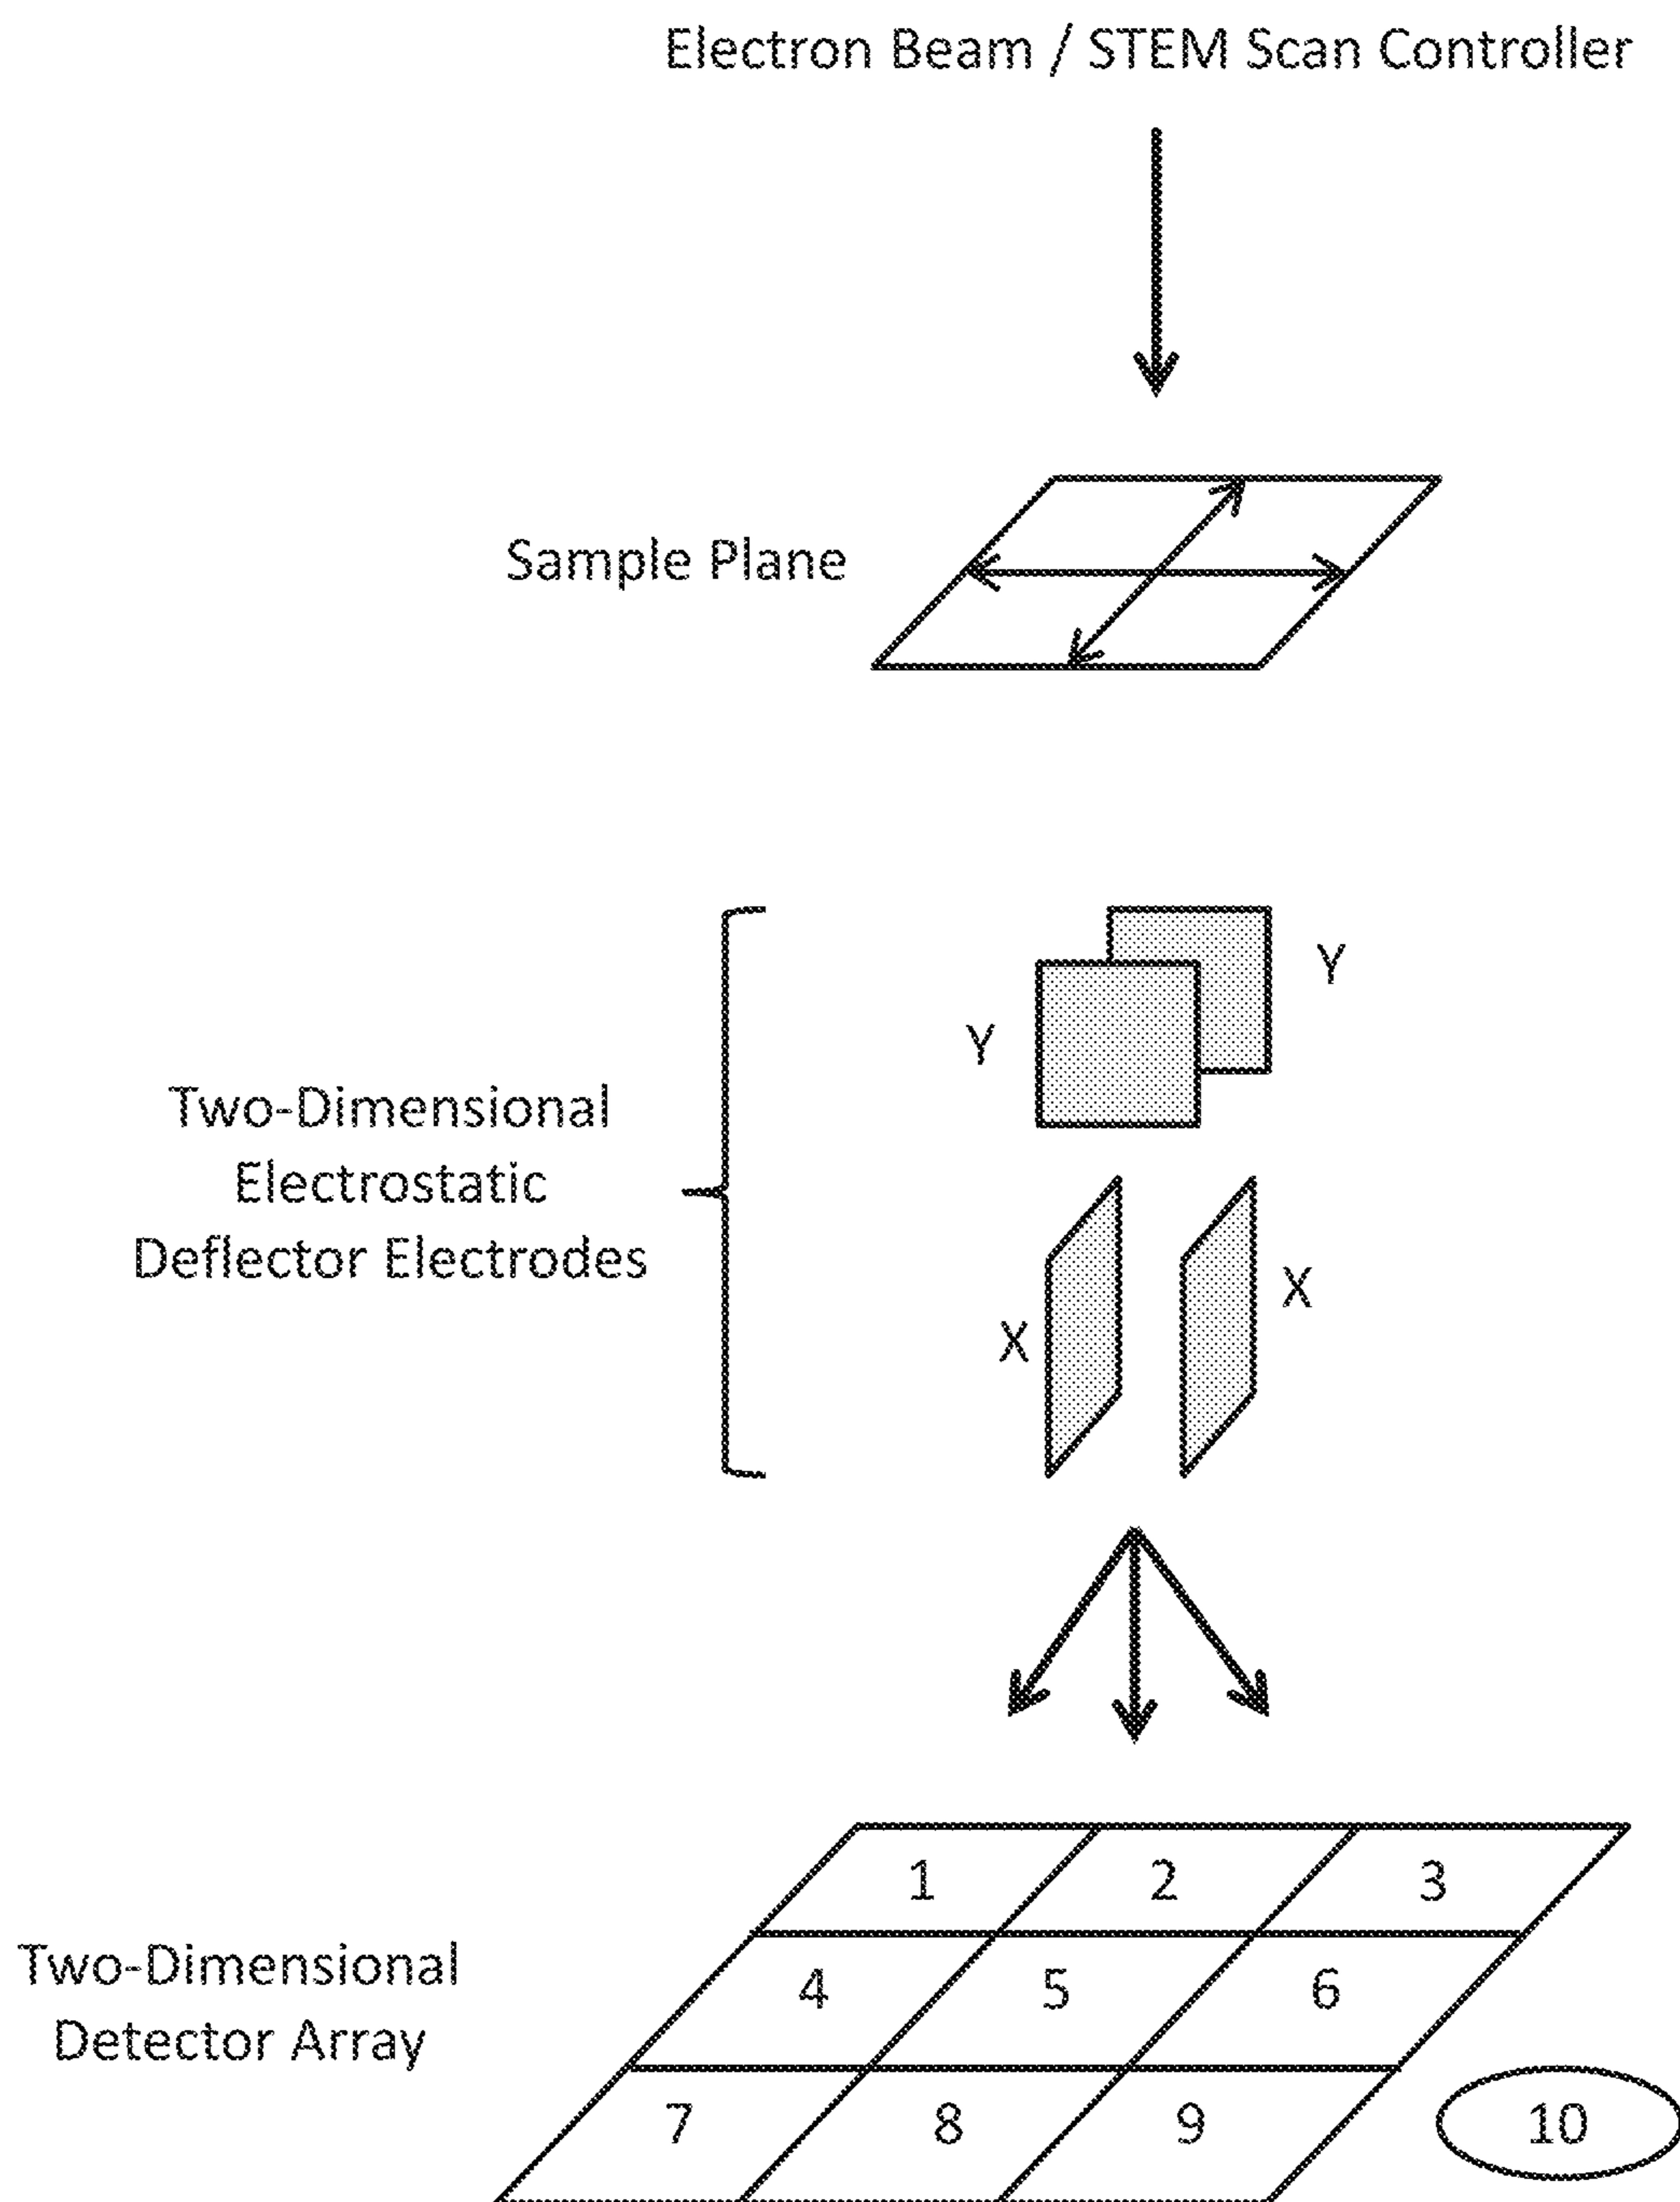 Electron Beam / STEM Scan Controller
Sample Plane
Y
Y
Two-Dimensional
Electrostatic
Deflector Electrodes
X
X
1 2 3
Two-Dimensional
Detector Array
4 5 6
7 8 9 10